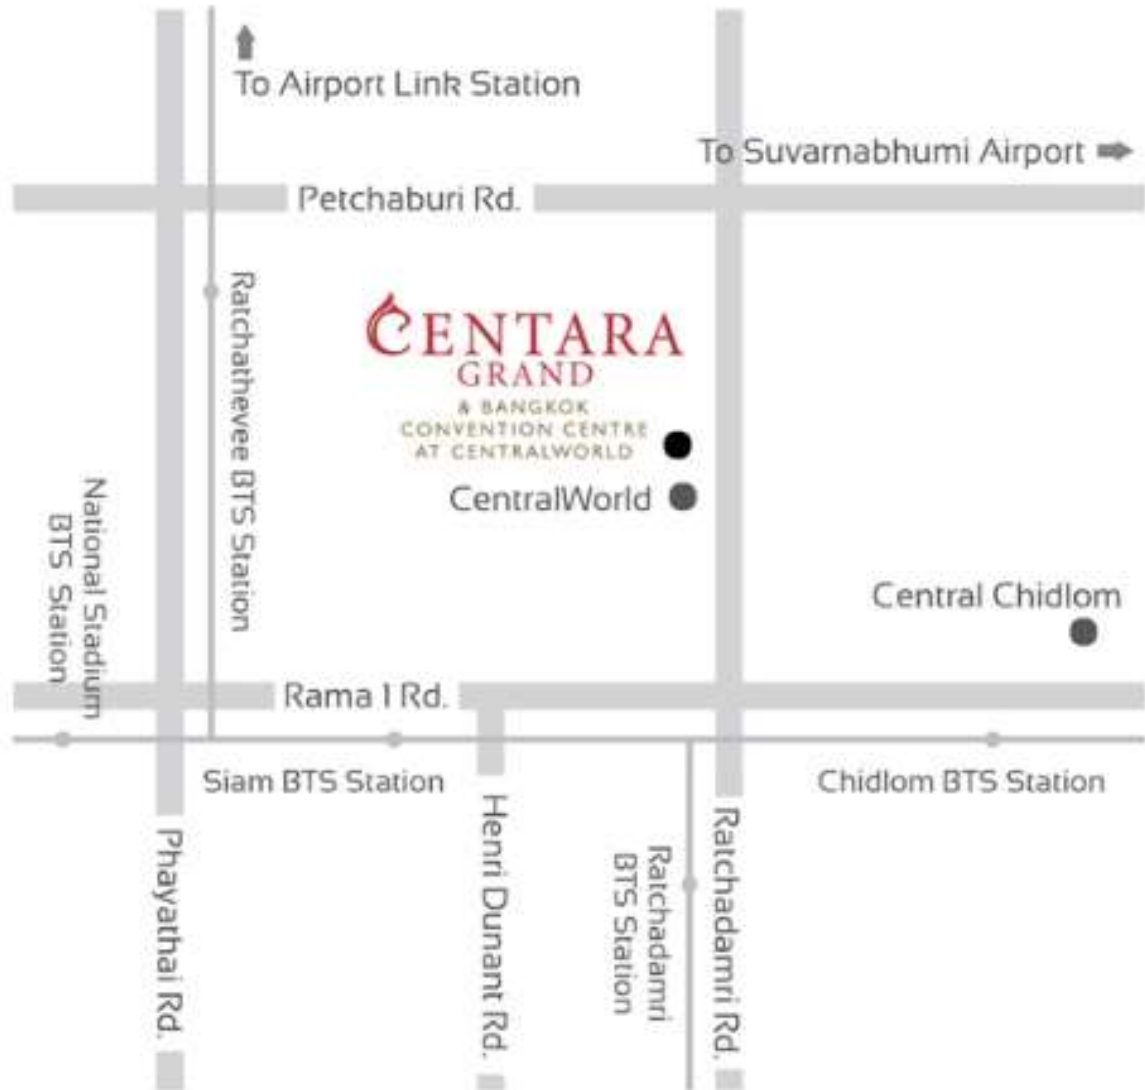 To Airport Link Station
To Suvarnabhumi Airport
Petchaburi Rd.
Ratchathevee BTS Station
CENTARA
GRAND
& BANGKOK
CONVENTION CENTRE
AT CENTRALWORLD
CentralWorld
National Stadium
BTS Station
Central Chidlom
Rama 1 Rd.
Siam BTS Station
Chidlom BTS Station
Phayathai Rd.
Henri Dunant Rd.
Ratchadamri
BTS Station
Ratchadamri Rd.